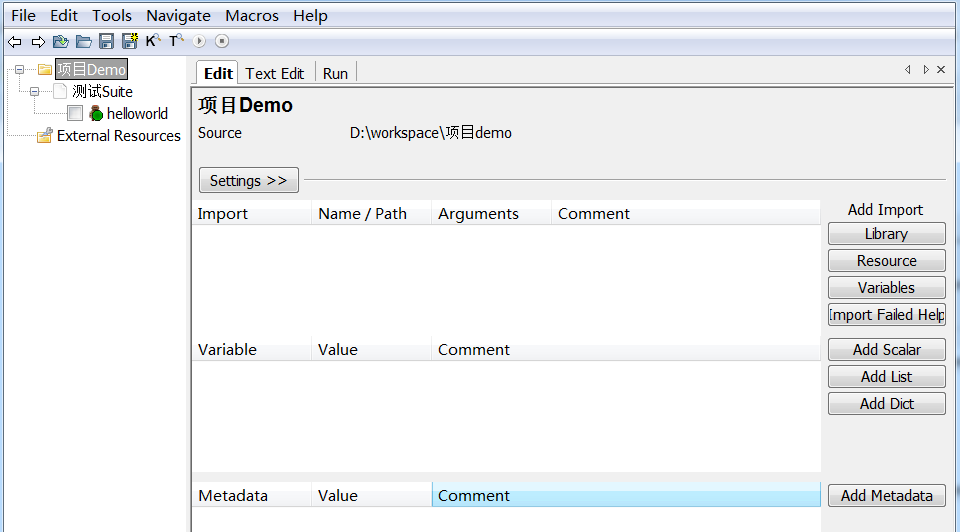 File Edit Tools Navigate Macros Help
K T
项目Demo
测试Suite
helloworld
External Resources
Edit Text Edit Run
项目Demo
Source D:\workspace\项目demo
Settings >>
Import Name / Path Arguments Comment
Add Import
Library
Resource
Variables
Import Failed Help
Variable Value Comment
Add Scalar
Add List
Add Dict
Metadata Value Comment
Add Metadata